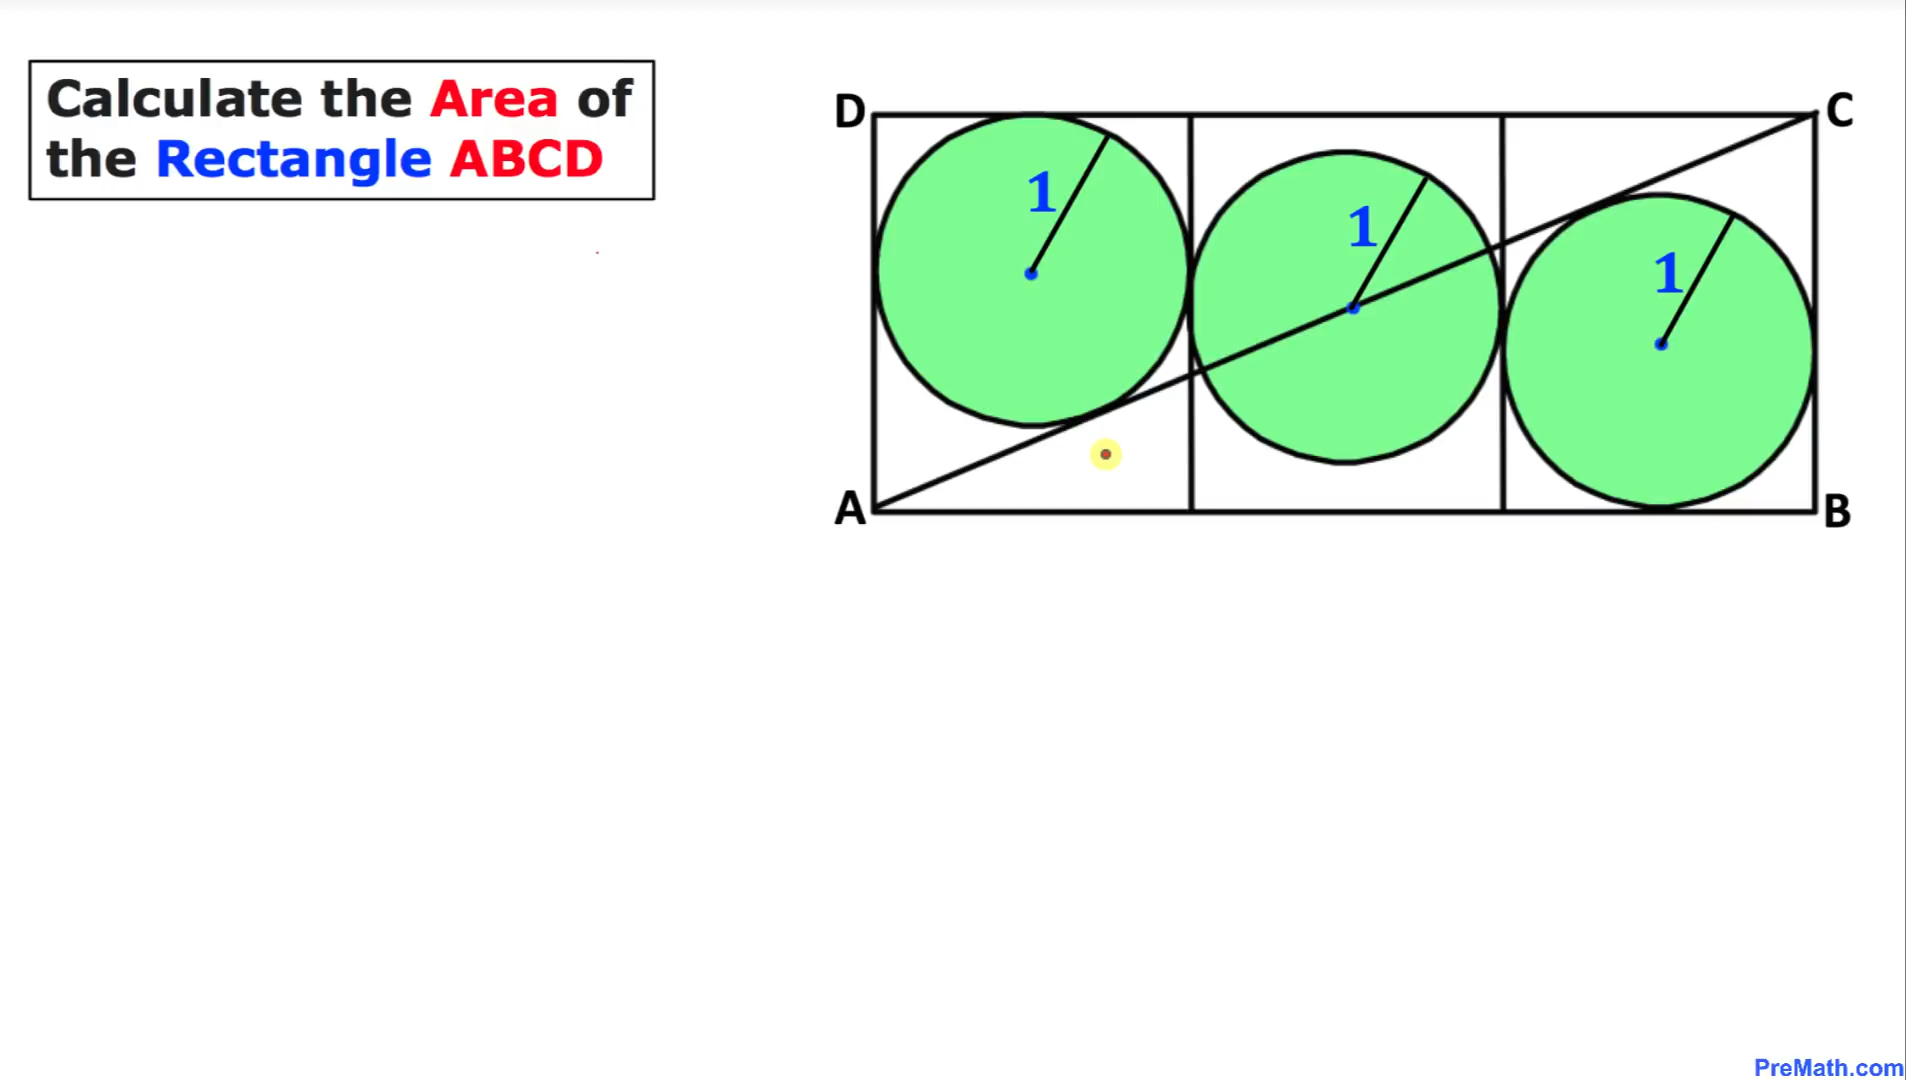 Calculate the Area of
the Rectangle ABCD
D
C
1
1
1
A
B
PreMath.com